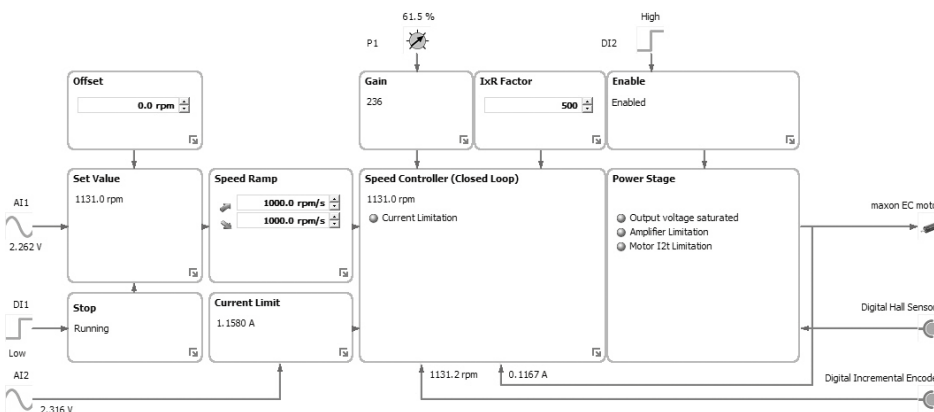 61.5 %
High
P1
DI2
Offset
0.0 rpm
Gain
236
IxR Factor
500
Enable
Enabled
Set Value
1131.0 rpm
Speed Ramp
1000.0 rpm/s
1000.0 rpm/s
Speed Controller (Closed Loop)
1131.0 rpm
Current Limitation
Power Stage
Output voltage saturated
Amplifier Limitation
Motor I2t Limitation
AI1
2.262 V
maxon EC moto
DI1
Low
Stop
Running
Current Limit
1.1580 A
Digital Hall Sensor
AI2
2.316 V
1131.2 rpm
0.1167 A
Digital Incremental Encode